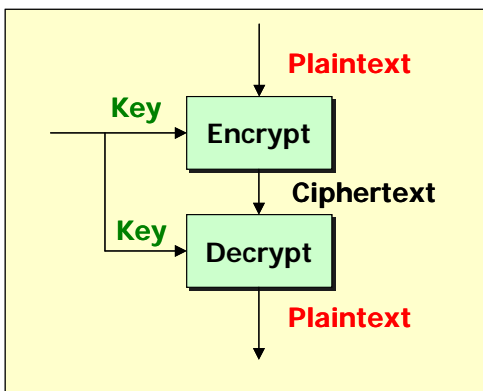 Plaintext
Key
Encrypt
Ciphertext
Key
Decrypt
Plaintext